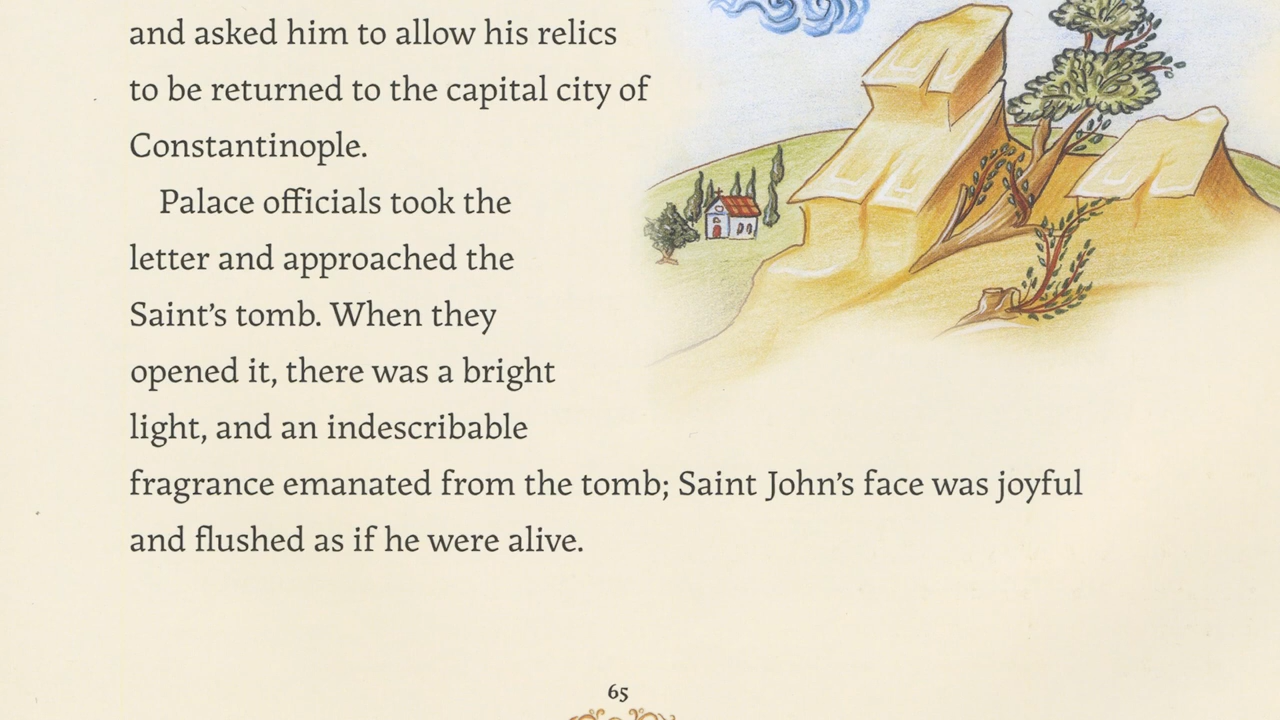 and asked him to allow his relics
to be returned to the capital city of
Constantinople.
Palace officials took the
letter and approached the
Saint’s tomb. When they
opened it, there was a bright
light, and an indescribable
fragrance emanated from the tomb; Saint John’s face was joyful
and flushed as if he were alive.
65